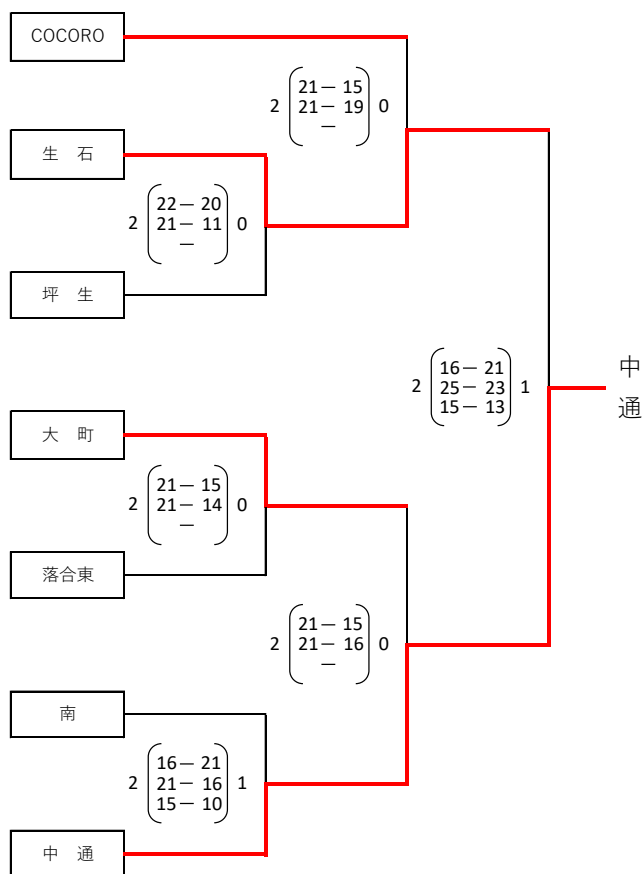 COCORO
21 － 15
2 21 － 19 0
－
生 石
22 － 20
2 21 － 11 0
－
坪 生
16 － 21
2 25 － 23 1
15 － 13
中
通
大 町
21 － 15
2 21 － 14 0
－
落合東
21 － 15
2 21 － 16 0
－
南
16 － 21
2 21 － 16 1
15 － 10
中 通